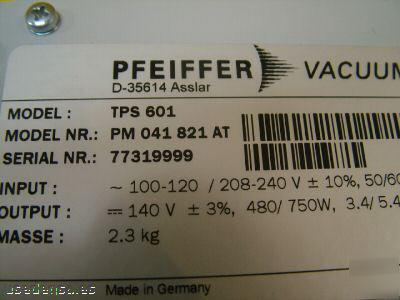 PFEIFFER VACUUM
D-35614 Asslar
MODEL : TPS 601
MODEL NR.: PM 041 821 AT
SERIAL NR.: 77319999
INPUT : ~ 100-120 / 208-240 V ± 10%, 50/60
OUTPUT : ⎓ 140 V ± 3%, 480/ 750W, 3.4/ 5.4
MASSE : 2.3 kg
Made in Germany